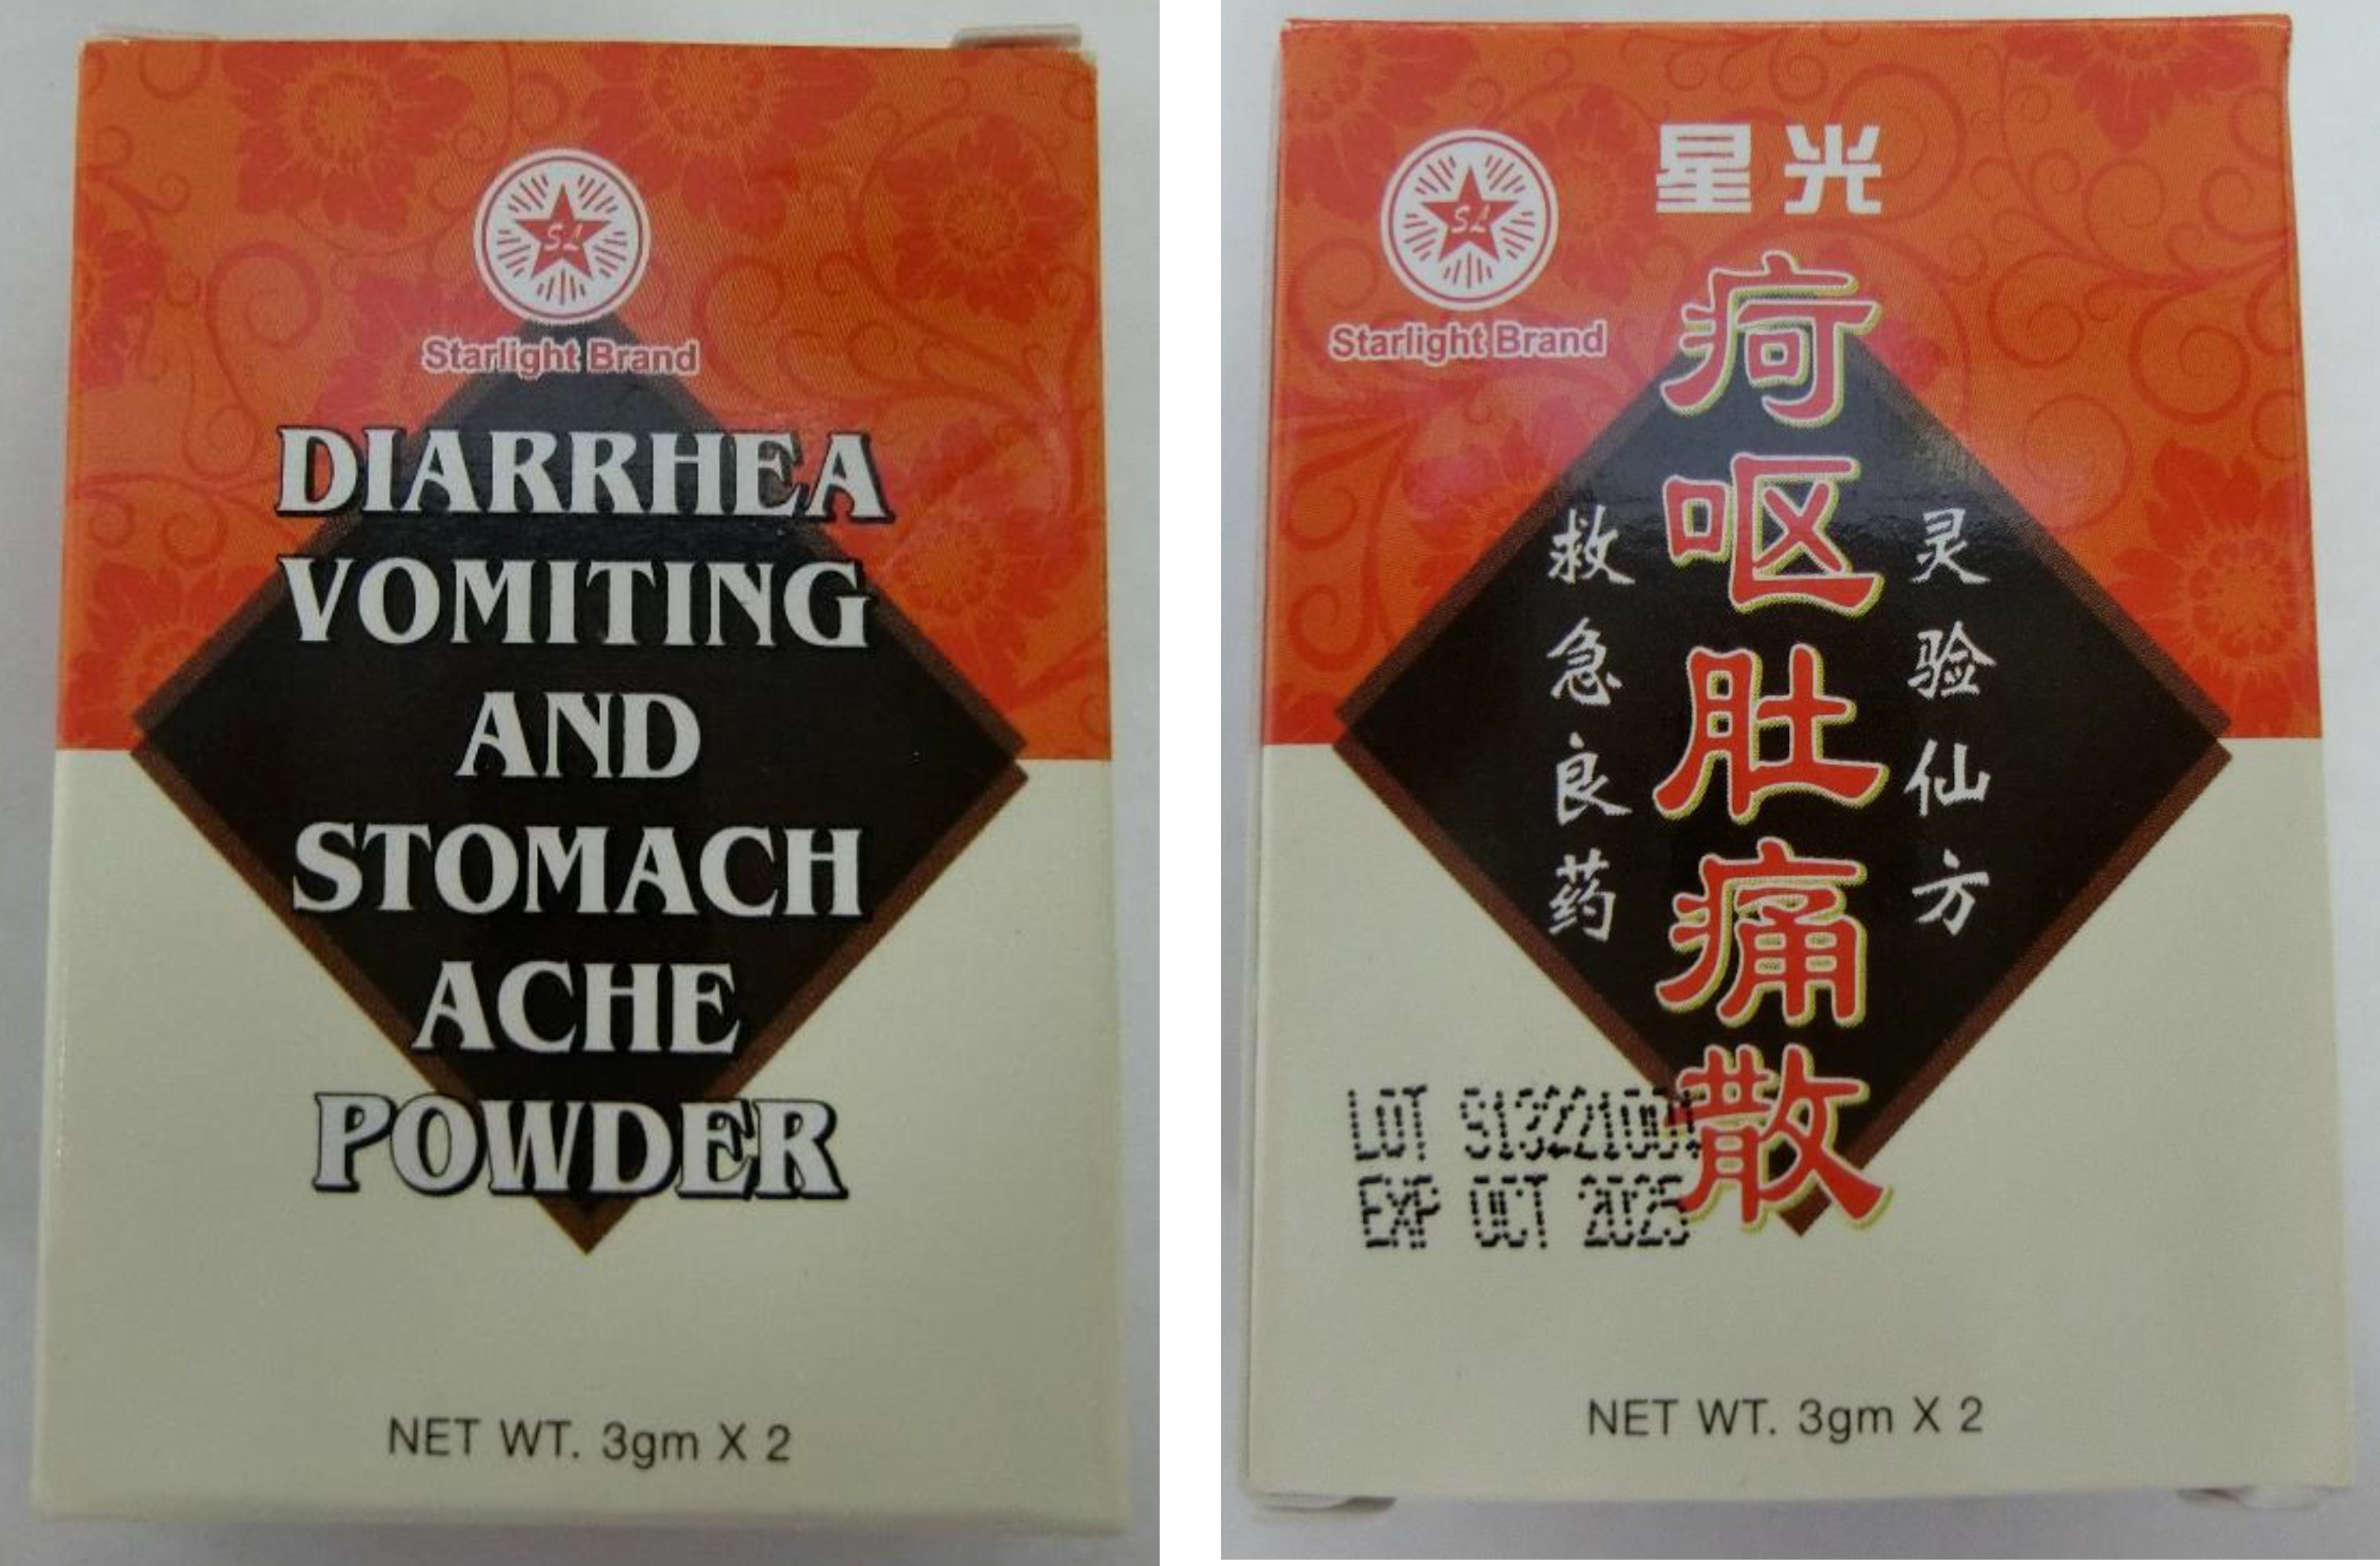 SL
Starlight Brand
DIARRHEA
VOMITING
AND
STOMACH
ACHE
POWDER
NET WT. 3gm X 2
SL
Starlight Brand
星光
疴呕肚痛散
灵验仙方
救急良药
LOT
EXP OCT 2025
NET WT. 3gm X 2